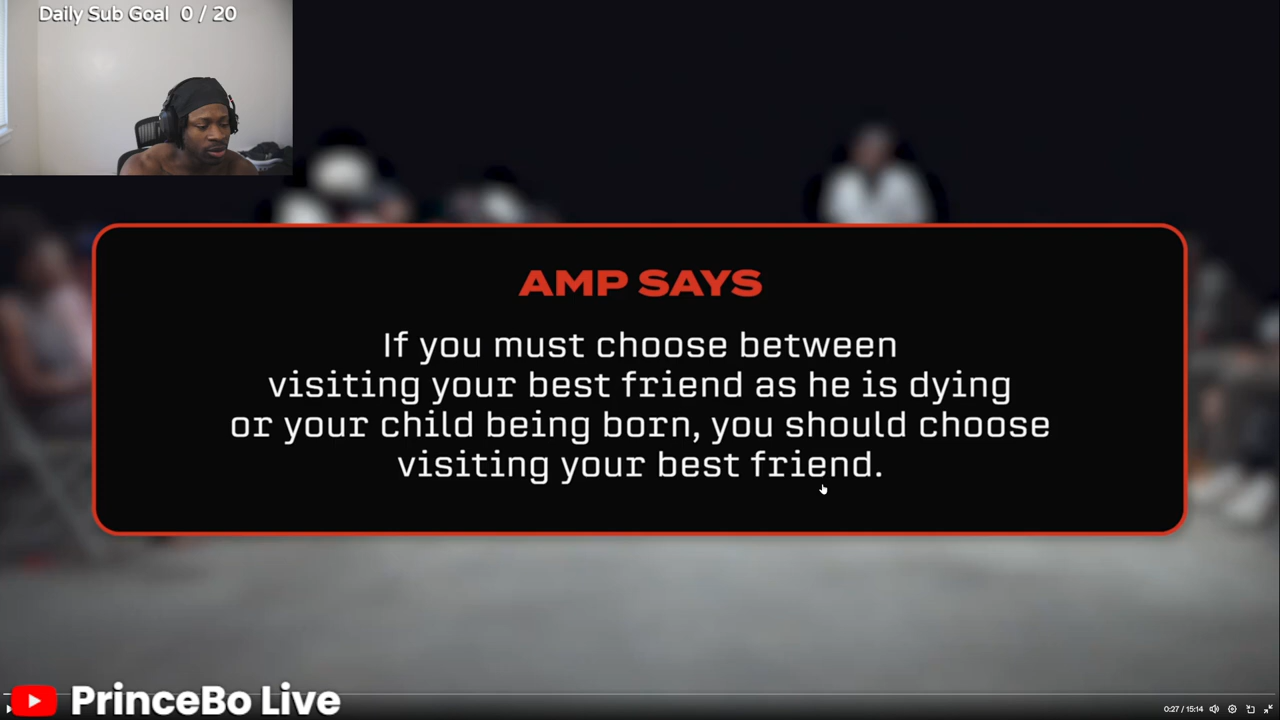 Daily Sub Goal 0 / 20
AMP SAYS
If you must choose between
visiting your best friend as he is dying
or your child being born, you should choose
visiting your best friend.
PrinceBo Live
0:27 / 15:14